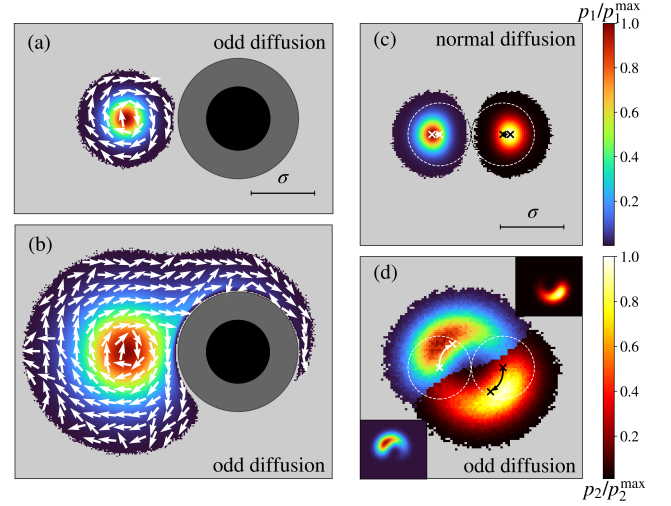 (a) odd diffusion
σ
(b)
odd diffusion
(c) normal diffusion
σ
(d)
odd diffusion
p₁/p₁ᵐᵃˣ
1.0
0.8
0.6
0.4
0.2
1.0
0.8
0.6
0.4
0.2
p₂/p₂ᵐᵃˣ